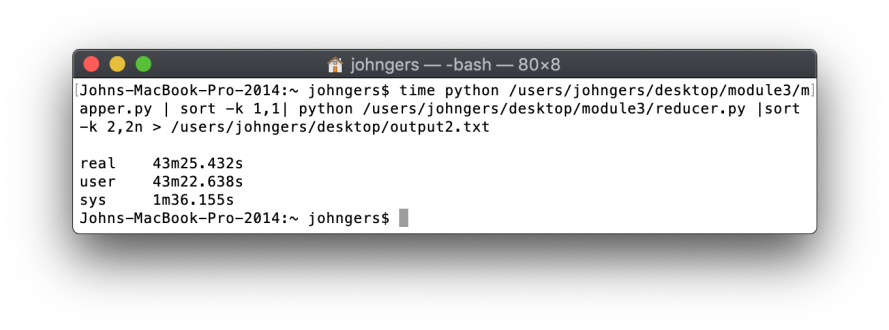 johngers — -bash — 80×8
[Johns-MacBook-Pro-2014:~ johngers$ time python /users/johngers/desktop/module3/m]
apper.py | sort -k 1,1| python /users/johngers/desktop/module3/reducer.py |sort
-k 2,2n > /users/johngers/desktop/output2.txt
real 43m25.432s
user 43m22.638s
sys 1m36.155s
Johns-MacBook-Pro-2014:~ johngers$